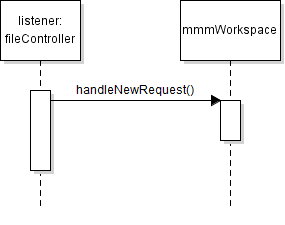 listener:
fileController
mmmWorkspace
handleNewRequest()